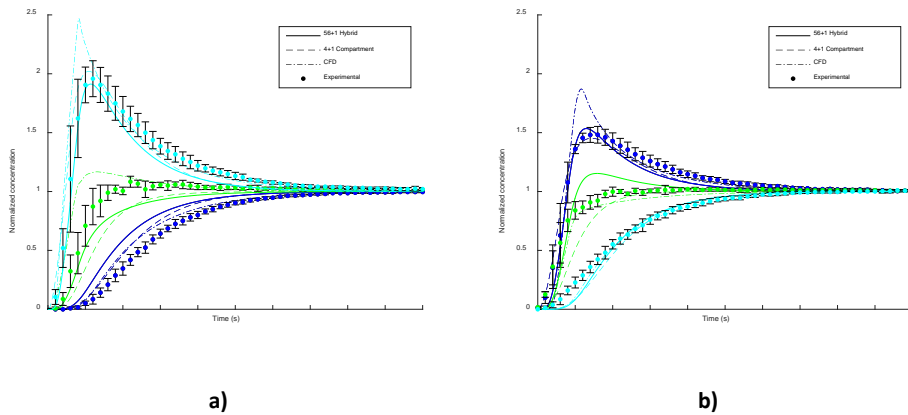 2.5
2
1.5
1
0.5
0
Normalized concentration
Time (s)
56+1 Hybrid
4+1 Compartment
CFD
Experimental
a)
2.5
2
1.5
1
0.5
0
Normalized concentration
Time (s)
56+1 Hybrid
4+1 Compartment
CFD
Experimental
b)